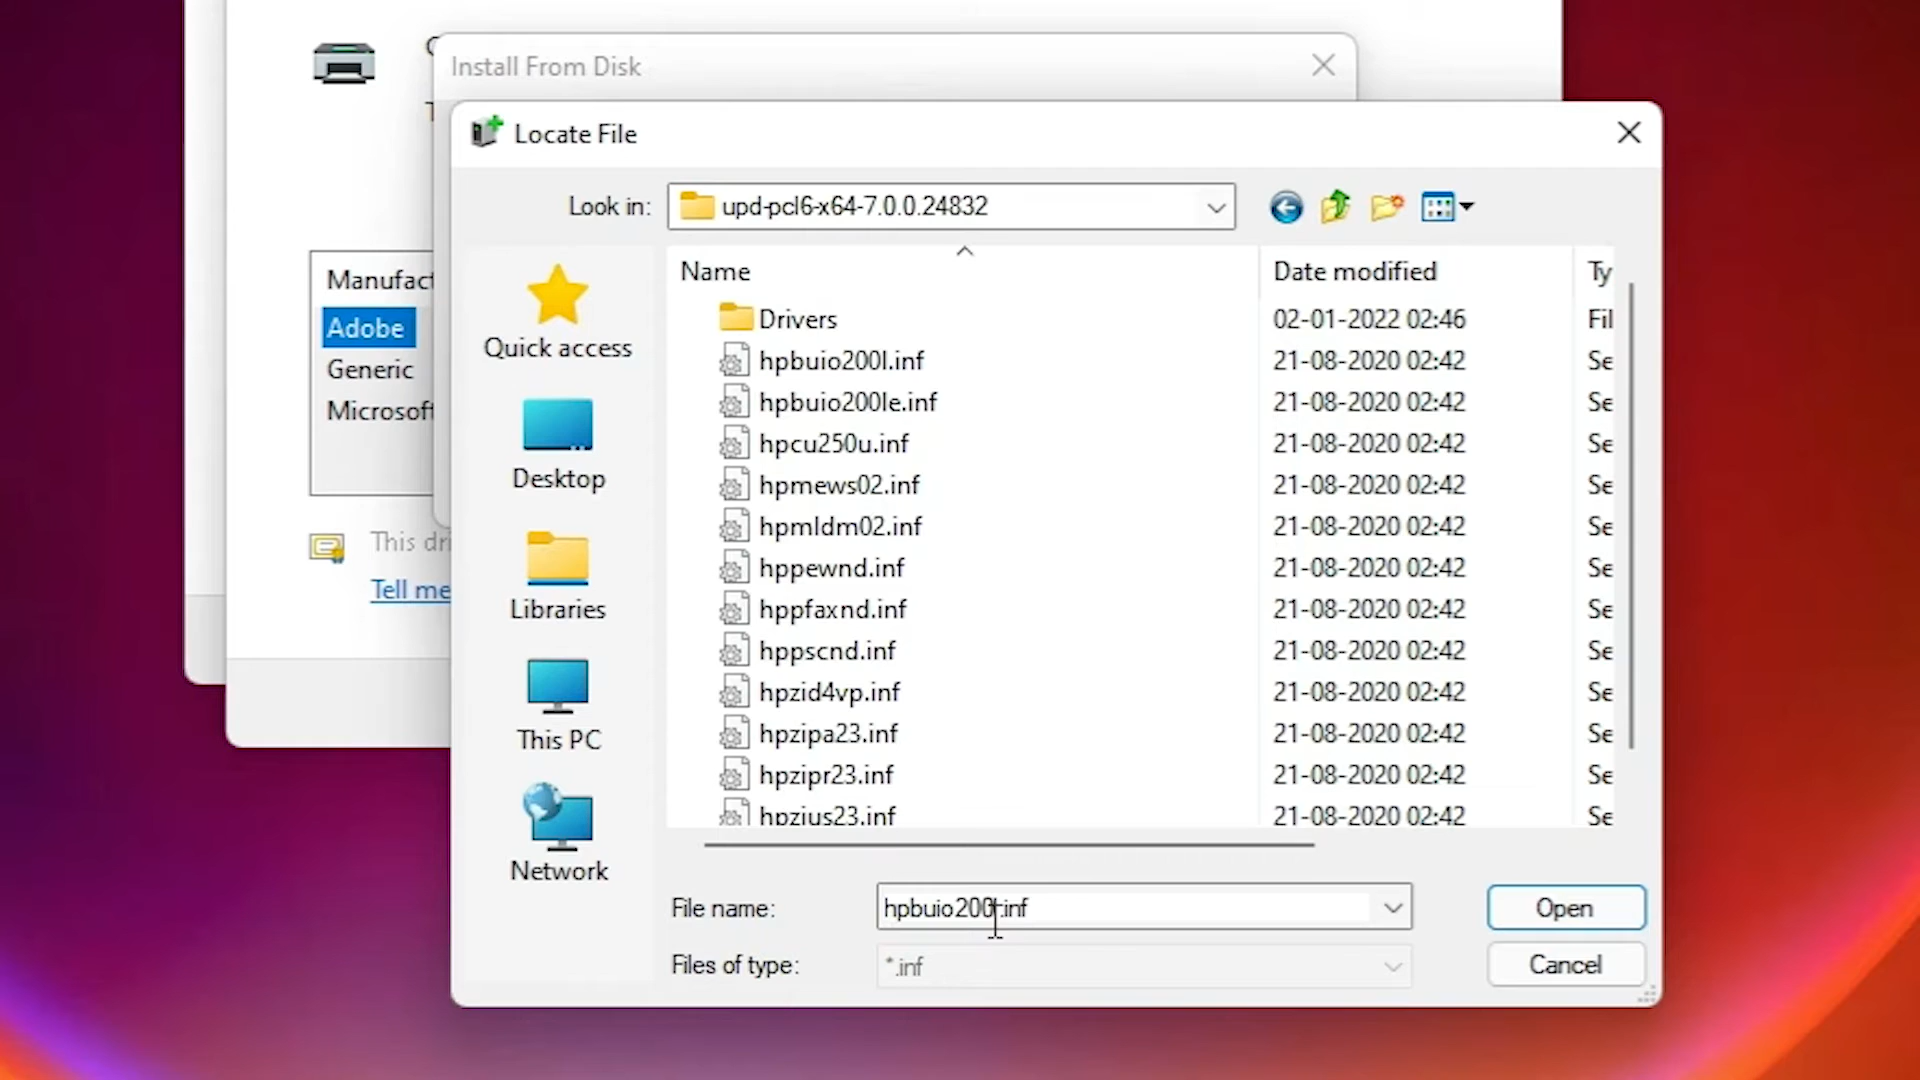 Install From Disk
Locate File
Look in:
upd-pcl6-x64-7.0.0.24832
Manufact
Adobe
Generic
Microsoft
This dri
Tell me
Quick access
Desktop
Libraries
This PC
Network
Name Date modified Ty
Drivers 02-01-2022 02:46 Fil
hpbuio200l.inf 21-08-2020 02:42 Se
hpbuio200le.inf 21-08-2020 02:42 Se
hpcu250u.inf 21-08-2020 02:42 Se
hpmews02.inf 21-08-2020 02:42 Se
hpmldm02.inf 21-08-2020 02:42 Se
hppewnd.inf 21-08-2020 02:42 Se
hppfaxnd.inf 21-08-2020 02:42 Se
hppscnd.inf 21-08-2020 02:42 Se
hpzid4vp.inf 21-08-2020 02:42 Se
hpzipa23.inf 21-08-2020 02:42 Se
hpzipr23.inf 21-08-2020 02:42 Se
hpzius23.inf 21-08-2020 02:42 Se
File name: hpbuio200l.inf Open
Files of type: *.inf Cancel